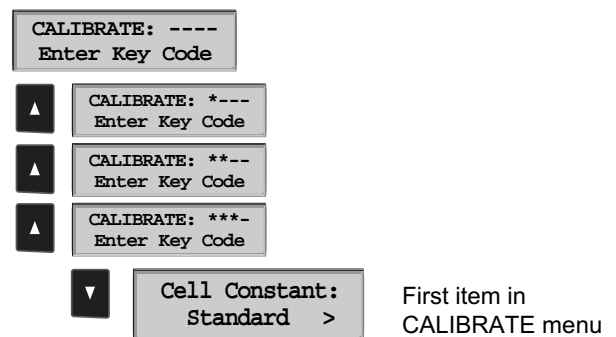 CALIBRATE: ----
Enter Key Code
CALIBRATE: *---
Enter Key Code
CALIBRATE: **--
Enter Key Code
CALIBRATE: ***-
Enter Key Code
Cell Constant:
Standard >
First item in
CALIBRATE menu